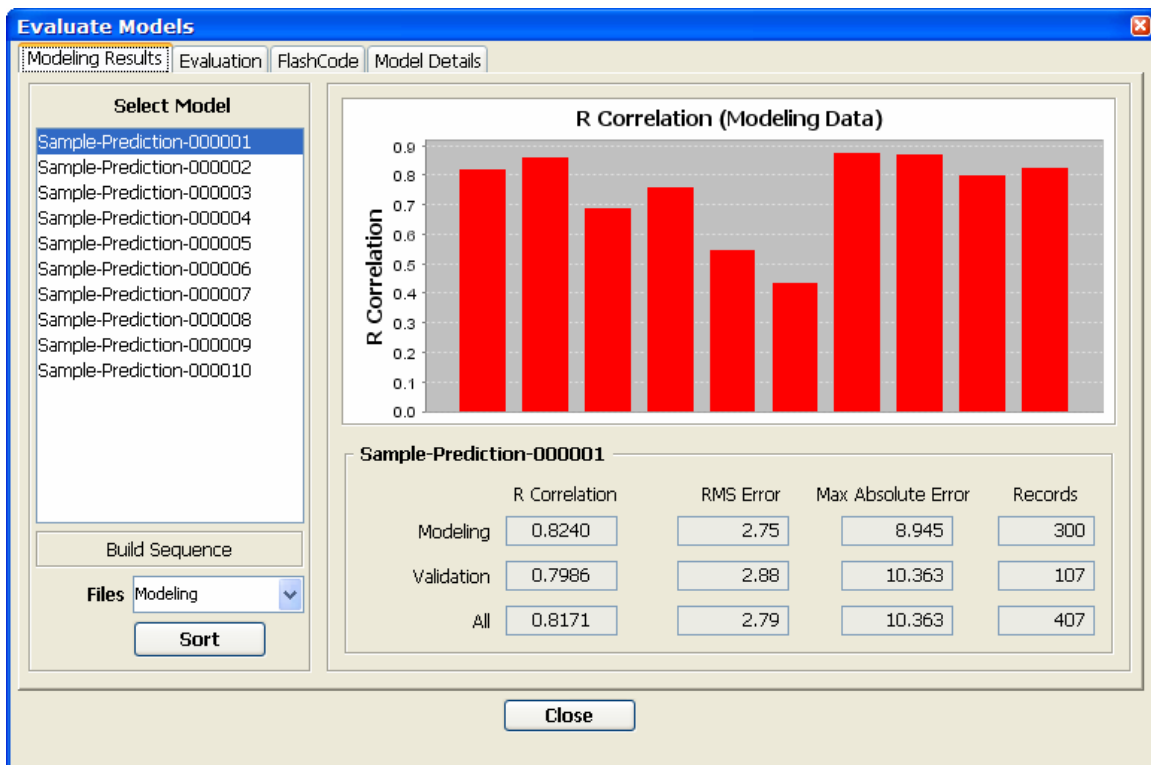 Evaluate Models
Modeling Results Evaluation FlashCode Model Details
Select Model
Sample-Prediction-000001
Sample-Prediction-000002
Sample-Prediction-000003
Sample-Prediction-000004
Sample-Prediction-000005
Sample-Prediction-000006
Sample-Prediction-000007
Sample-Prediction-000008
Sample-Prediction-000009
Sample-Prediction-000010
Build Sequence
Files Modeling
Sort
R Correlation (Modeling Data)
R Correlation
0.9
0.8
0.7
0.6
0.5
0.4
0.3
0.2
0.1
0.0
Sample-Prediction-000001
R Correlation RMS Error Max Absolute Error Records
Modeling 0.8240 2.75 8.945 300
Validation 0.7986 2.88 10.363 107
All 0.8171 2.79 10.363 407
Close